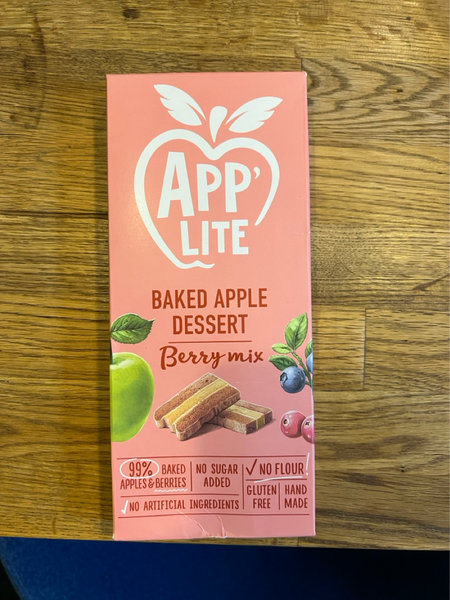 APP'
LITE
BAKED APPLE
DESSERT
Berry mix
99% BAKED
APPLES & BERRIES
NO SUGAR
ADDED
NO FLOUR!
NO ARTIFICIAL INGREDIENTS
GLUTEN
FREE
HAND
MADE